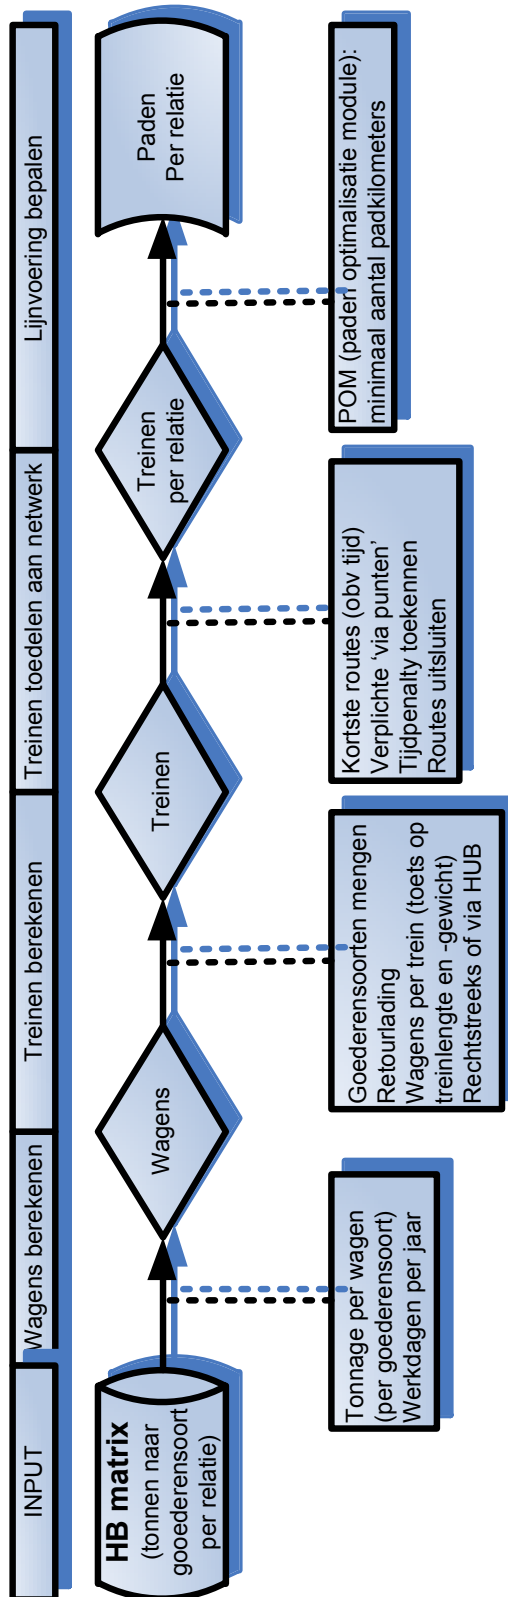 INPUT
Wagens berekenen
Treinen berekenen
Treinen toedelen aan netwerk
Lijnvoering bepalen
HB matrix
(tonnen naar
gooederensoort
per relatie)
Wagens
Treinen
Treinen
per relatie
Paden
Per relatie
Tonnage per wagen
(per goederensoort)
Werkdagen per jaar
Goederensoorten mengen
Retourlading
Wagens per trein (toets op
treinlengte en -gewicht)
Rechtstreeks of via HUB
Kortste routes (obv tijd)
Verplichte ‘via punten’
Tijdpenalty toekennen
Routes uitsluiten
POM (paden optimalisatie module):
minimaal aantal padkilometers